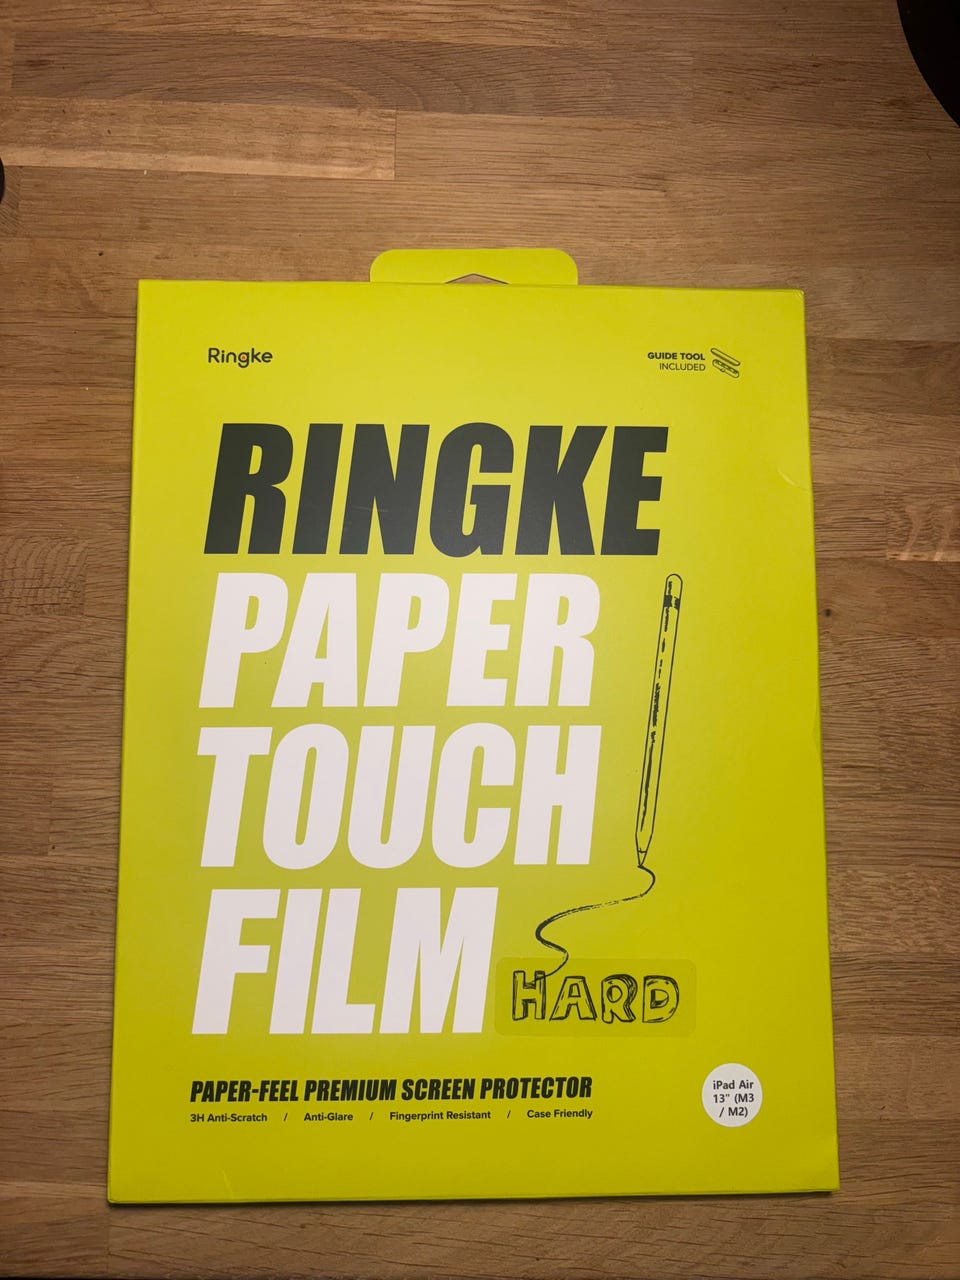 Ringke
GUIDE TOOL
INCLUDED
RINGKE
PAPER
TOUCH
FILM
HARD
PAPER-FEEL PREMIUM SCREEN PROTECTOR
3H Anti-Scratch / Anti-Glare / Fingerprint Resistant / Case Friendly
iPad Air
13" (M3
/ M2)